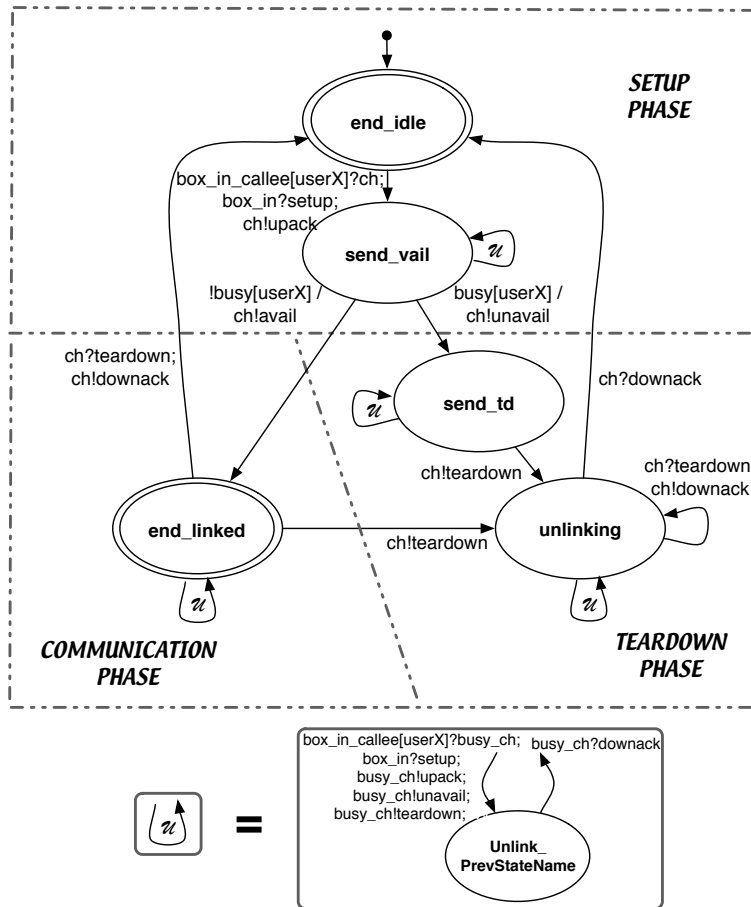 SETUP
PHASE
end_idle
box_in_callee[userX]?ch;
box_in?setup;
ch!upack
send_vail
U
!busy[userX] /
ch!avail
busy[userX] /
ch!unavail
ch?teardown;
ch!downack
send_td
U
ch?downack
ch!teardown
ch?teardown
ch!downack
end_linked
ch!teardown
unlinking
U
U
COMMUNICATION
PHASE
TEARDOWN
PHASE
box_in_callee[userX]?busy_ch;
box_in?setup;
busy_ch!upack;
busy_ch!unavail;
busy_ch!teardown;
busy_ch?downack
U
=
Unlink_
PrevStateName